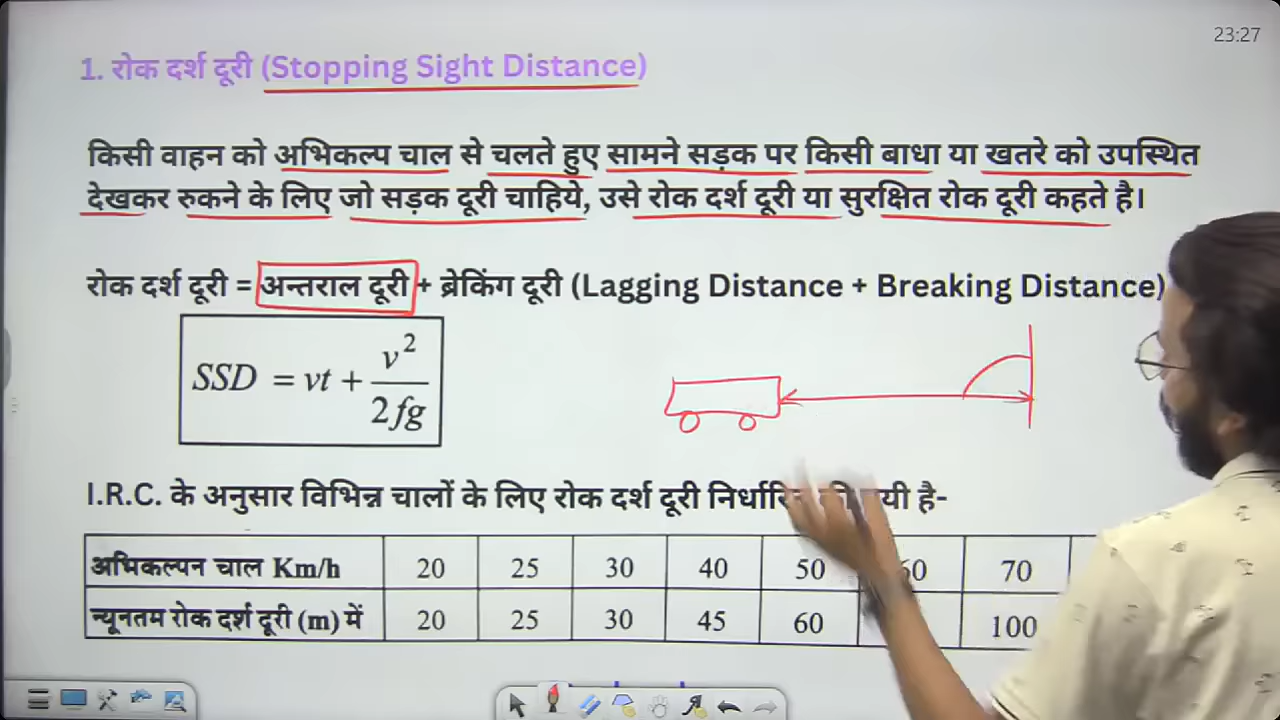 23:27
1. रोक दर्श दूरी (Stopping Sight Distance)
किसी वाहन को अभिकल्प चाल से चलते हुए सामने सड़क पर किसी बाधा या खतरे को उपस्थित
देखकर रुकने के लिए जो सड़क दूरी चाहिये, उसे रोक दर्श दूरी या सुरक्षित रोक दूरी कहते है।
रोक दर्श दूरी = अन्तराल दूरी + ब्रेकिंग दूरी (Lagging Distance + Breaking Distance)
SSD = vt + v² / 2fg
I.R.C. के अनुसार विभिन्न चालों के लिए रोक दर्श दूरी है-
अभिकल्पन चाल Km/h 20 25 30 40 50 70
न्यूनतम रोक दर्श दूरी (m) में 20 25 30 45 60 100